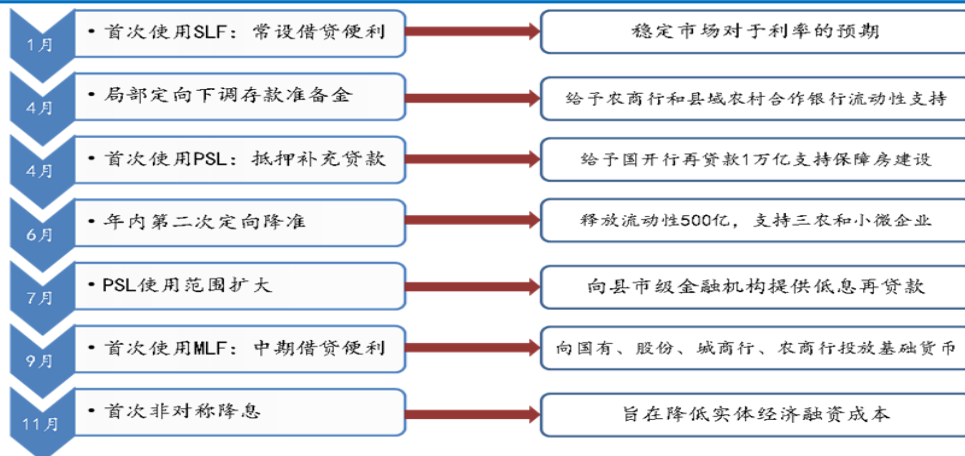 1月
• 首次使用SLF：常设借贷便利
稳定市场对于利率的预期
4月
• 局部定向下调存款准备金
给予农商行和县域农村合作银行流动性支持
4月
• 首次使用PSL：抵押补充贷款
给予国开行再贷款1万亿支持保障房建设
6月
• 年内第二次定向降准
释放流动性500亿，支持三农和小微企业
7月
• PSL使用范围扩大
向县市级金融机构提供低息再贷款
9月
• 首次使用MLF：中期借贷便利
向国有、股份、城商行、农商行投放基础货币
11月
• 首次非对称降息
旨在降低实体经济融资成本